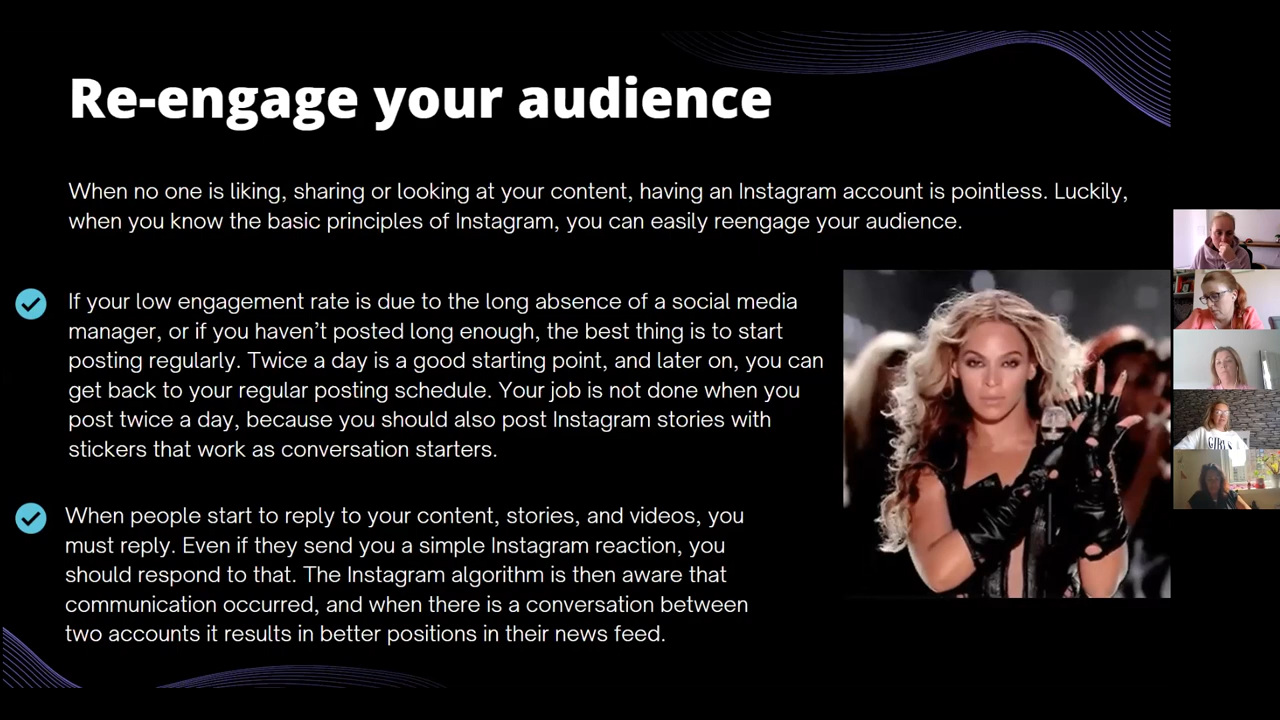 Re-engage your audience
When no one is liking, sharing or looking at your content, having an Instagram account is pointless. Luckily,
when you know the basic principles of Instagram, you can easily reengage your audience.
If your low engagement rate is due to the long absence of a social media
manager, or if you haven’t posted long enough, the best thing is to start
posting regularly. Twice a day is a good starting point, and later on, you can
get back to your regular posting schedule. Your job is not done when you
post twice a day, because you should also post Instagram stories with
stickers that work as conversation starters.
When people start to reply to your content, stories, and videos, you
must reply. Even if they send you a simple Instagram reaction, you
should respond to that. The Instagram algorithm is then aware that
communication occurred, and when there is a conversation between
two accounts it results in better positions in their news feed.